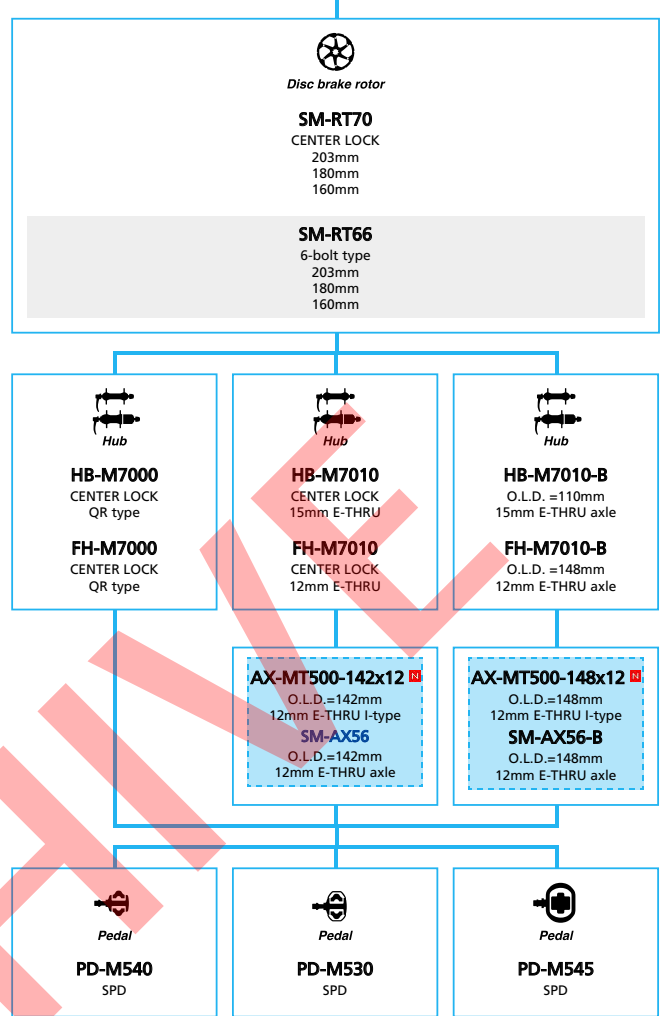 Disc brake rotor
SM-RT70
CENTER LOCK
203mm
180mm
160mm
SM-RT66
6-bolt type
203mm
180mm
160mm
Hub
HB-M7000
CENTER LOCK
QR type
FH-M7000
CENTER LOCK
QR type
Hub
HB-M7010
CENTER LOCK
15mm E-THRU
FH-M7010
CENTER LOCK
12mm E-THRU
Hub
HB-M7010-B
O.L.D. =110mm
15mm E-THRU axle
FH-M7010-B
O.L.D. =148mm
12mm E-THRU axle
AX-MT500-142x12 N
O.L.D.=142mm
12mm E-THRU I-type
SM-AX56
O.L.D.=142mm
12mm E-THRU axle
AX-MT500-148x12 N
O.L.D.=148mm
12mm E-THRU I-type
SM-AX56-B
O.L.D.=148mm
12mm E-THRU axle
Pedal
PD-M540
SPD
Pedal
PD-M530
SPD
Pedal
PD-M545
SPD
HIVE